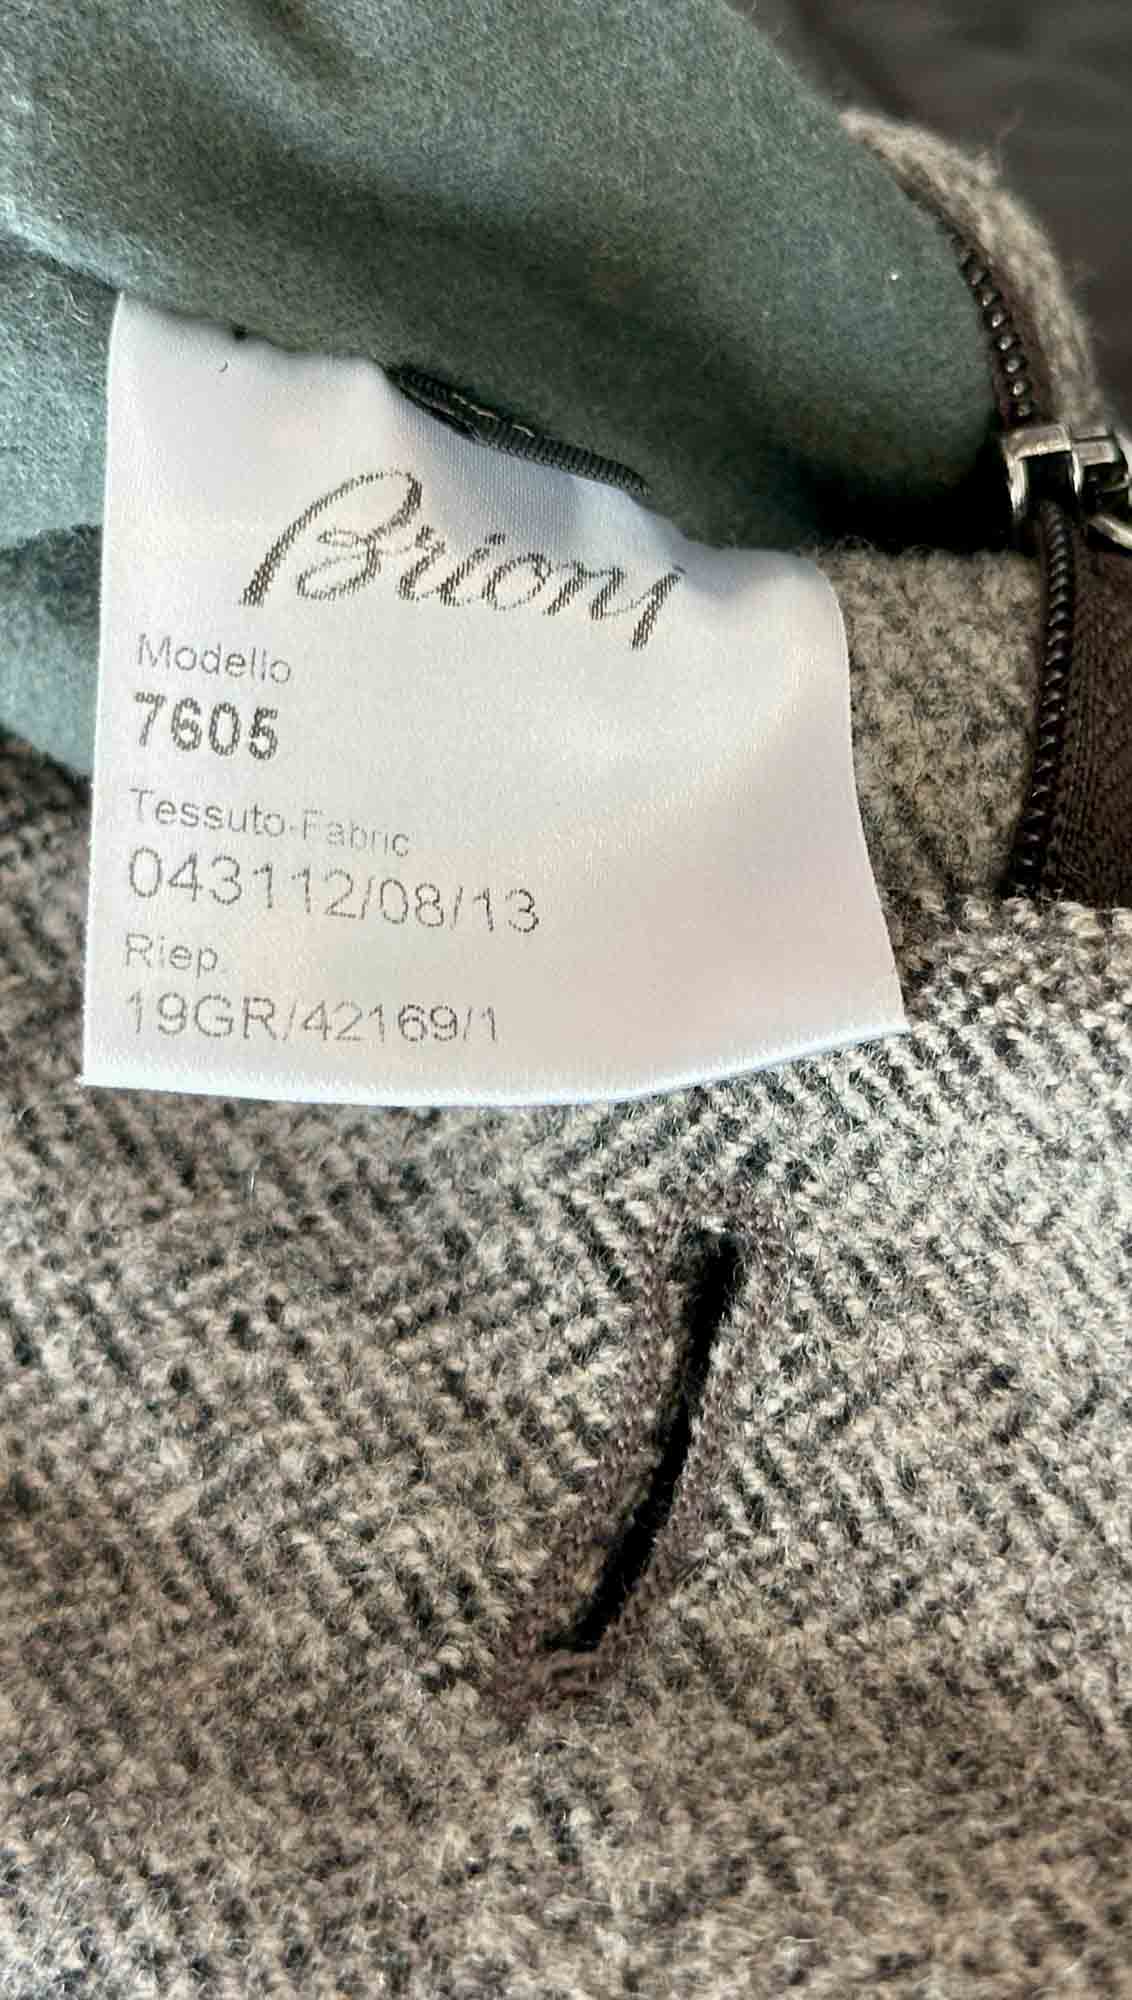 Brioni
Modello
7605
Tessuto-Fabric
043112/08/13
Riep.
19GR/42169/1